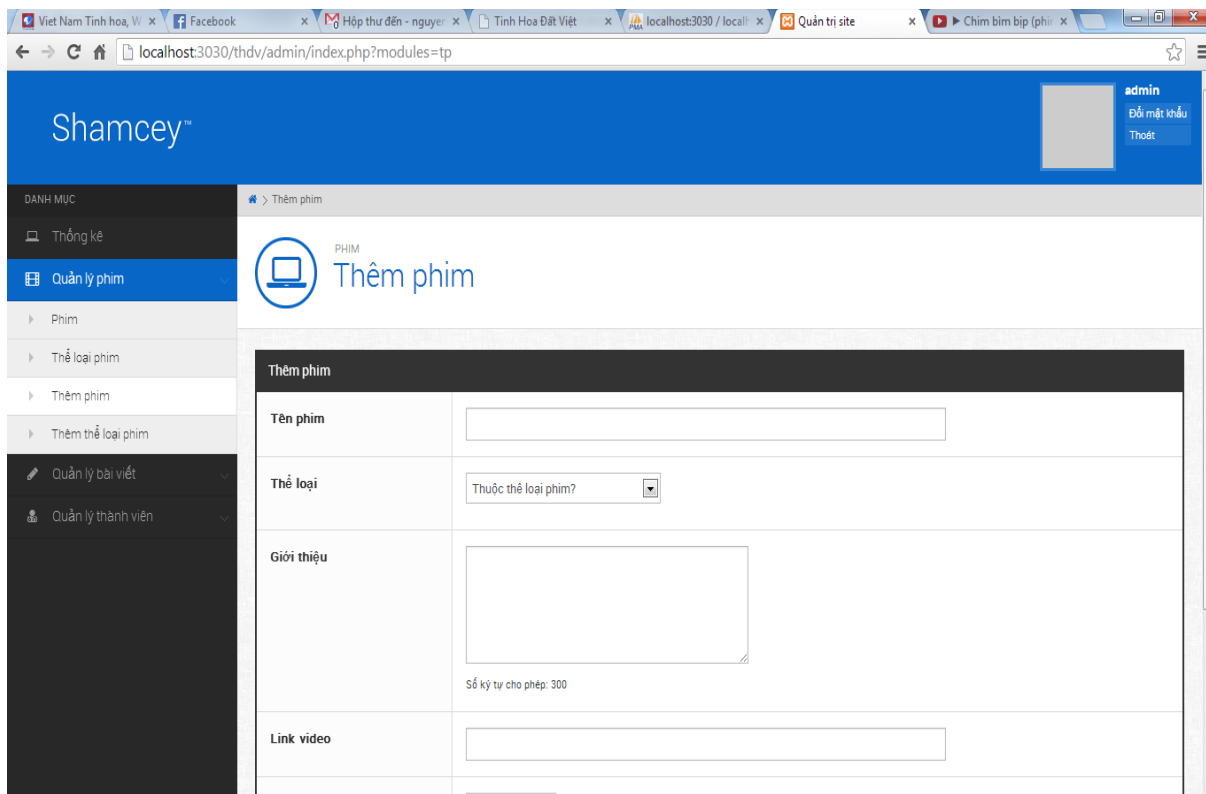 Viet Nam Tinh hoa, W
Facebook
Hộp thư đến - nguyer
Tinh Hoa Đất Việt
localhost:3030 / localh
Quản trị site
Chim bìm bịp (phir
localhost:3030/thdv/admin/index.php?modules=tp
Shamcey™
admin
Đổi mật khẩu
Thoát
DANH MỤC
Thêm phim
Thống kê
PHIM
Thêm phim
Quản lý phim
Phim
Thể loại phim
Thêm phim
Thêm thể loại phim
Quản lý bài viết
Quản lý thành viên
Thêm phim
Tên phim
Thể loại
Thuộc thể loại phim?
Giới thiệu
Số ký tự cho phép: 300
Link video